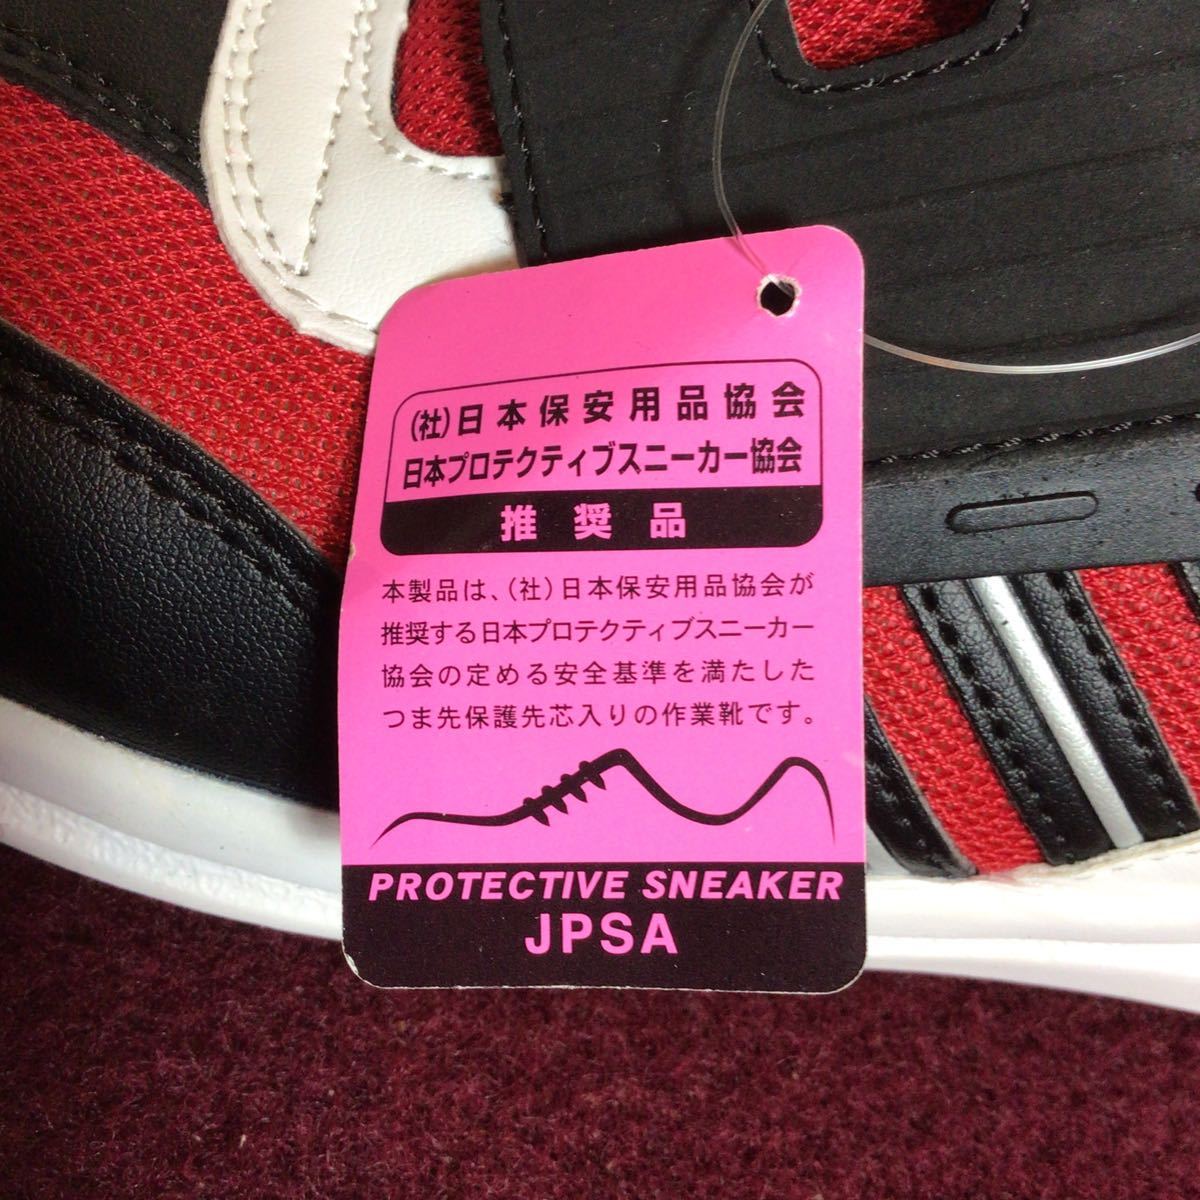 (社)日本保安用品協会
日本プロテクティブスニーカー協会
推奨品
本製品は、(社)日本保安用品協会が
推奨する日本プロテクティブスニーカー
協会の定める安全基準を満たした
つま先保護先芯入りの作業靴です。
PROTECTIVE SNEAKER
JPSA